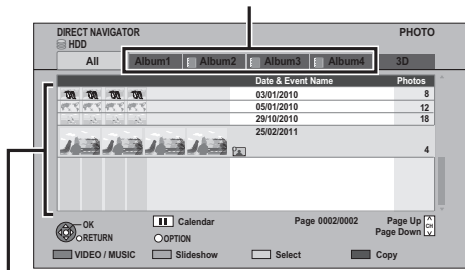 DIRECT NAVIGATOR PHOTO
HDD
All Album1 Album2 Album3 Album4 3D
Date & Event Name Photos
03/01/2010 8
05/01/2010 12
29/10/2010 18
25/02/2011
4
OK
RETURN
Calendar
OPTION
Page 0002/0002
Page Up
CH
Page Down
VIDEO / MUSIC Slideshow Select Copy